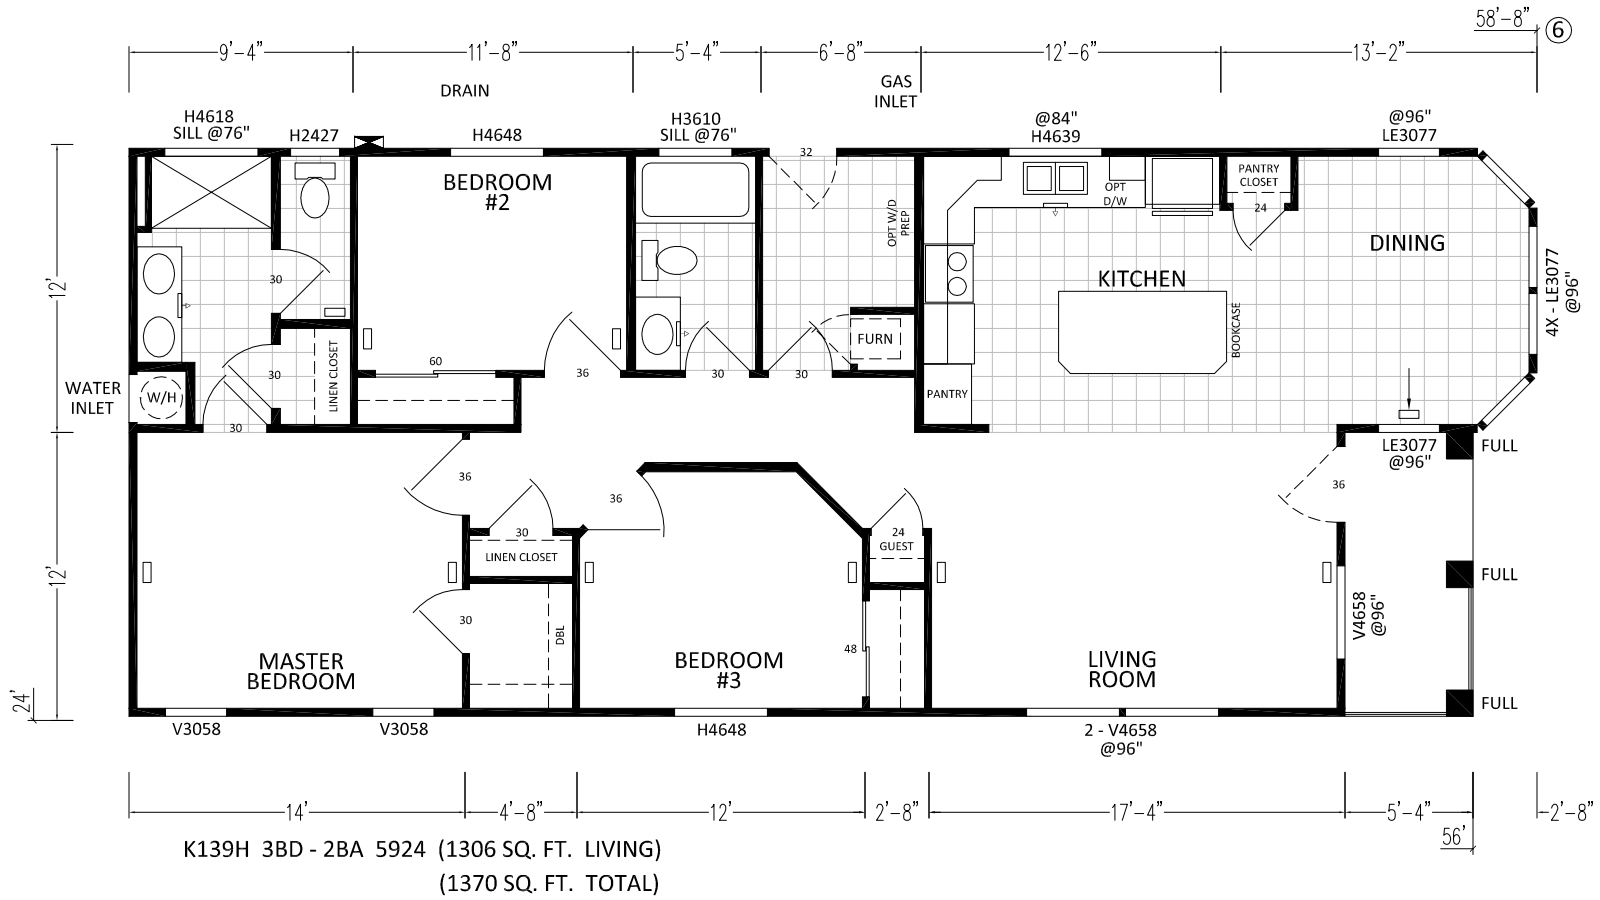 58'-8"
6
9'-4"
11'-8"
5'-4"
6'-8"
12'-6"
13'-2"
DRAIN
GAS
INLET
H4618
SILL @76"
H2427
H4648
H3610
SILL @76"
@84"
H4639
@96"
LE3077
32
BEDROOM
#2
OPT
D/W
PANTRY
CLOSET
24
OPT W/D
PREP
DINING
KITCHEN
BOOKCASE
4X - LE3077
@96"
12'
30
30
LINEN CLOSET
60
36
30
30
FURN
WATER
INLET
W/H
PANTRY
30
LE3077
@96"
FULL
36
36
36
30
LINEN CLOSET
24
GUEST
FULL
12'
30
DBL
48
V4658
@96"
MASTER
BEDROOM
BEDROOM
#3
LIVING
ROOM
24'
FULL
V3058
V3058
H4648
2 - V4658
@96"
14'
4'-8"
12'
2'-8"
17'-4"
5'-4"
2'-8"
56'
K139H 3BD - 2BA 5924 (1306 SQ. FT. LIVING)
(1370 SQ. FT. TOTAL)